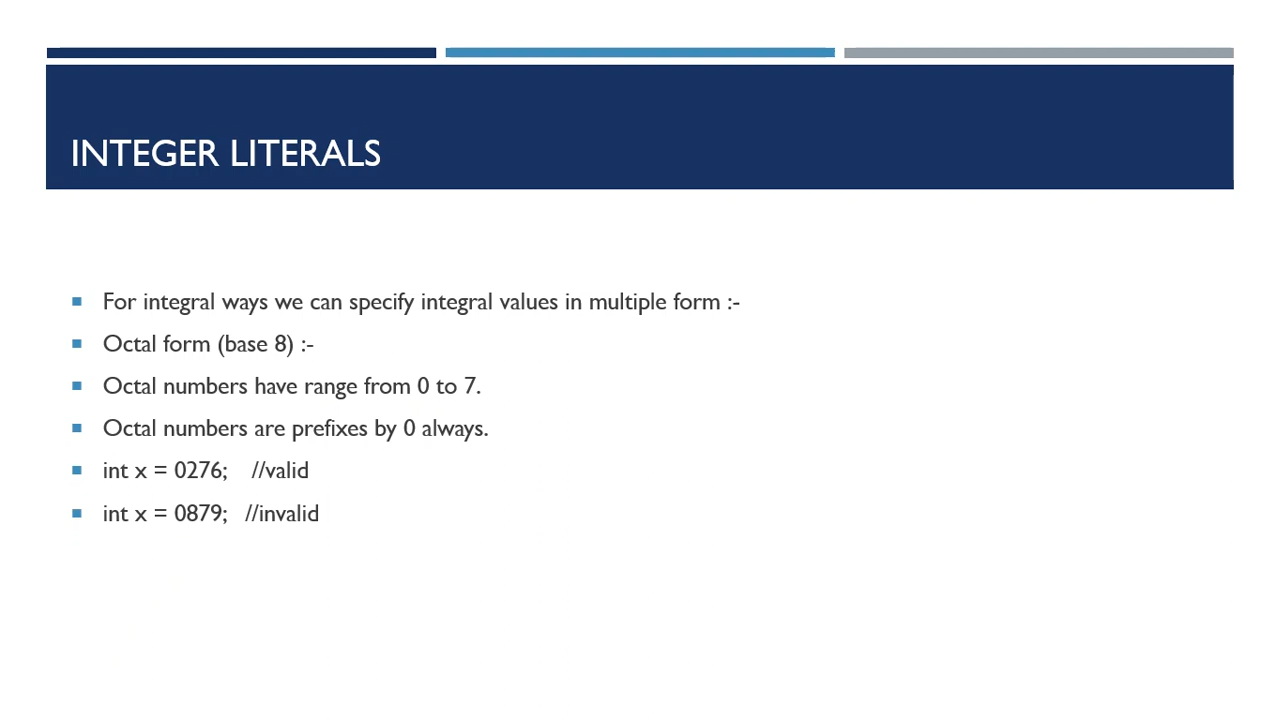 INTEGER LITERALS
For integral ways we can specify integral values in multiple form :-
Octal form (base 8) :-
Octal numbers have range from 0 to 7.
Octal numbers are prefixes by 0 always.
int x = 0276; //valid
int x = 0879; //invalid